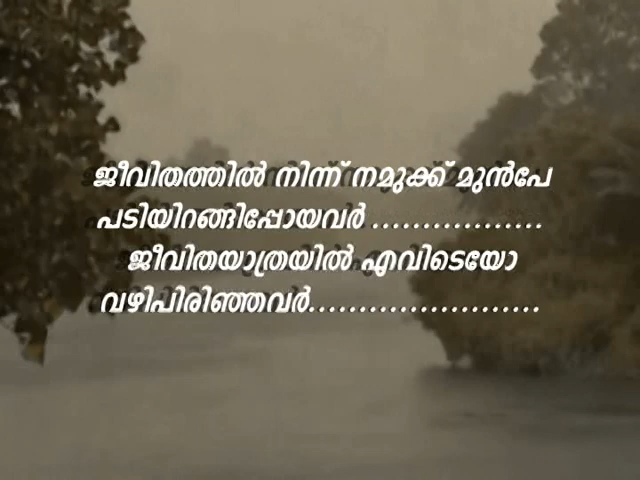 ജീവിതത്തിൽ നിന്ന് നമുക്ക് മുൻപേ
പടിയിറങ്ങിപ്പോയവർ .................
ജീവിതയാത്രയിൽ എവിടെയോ
വഴിപിരിഞ്ഞവർ.......................